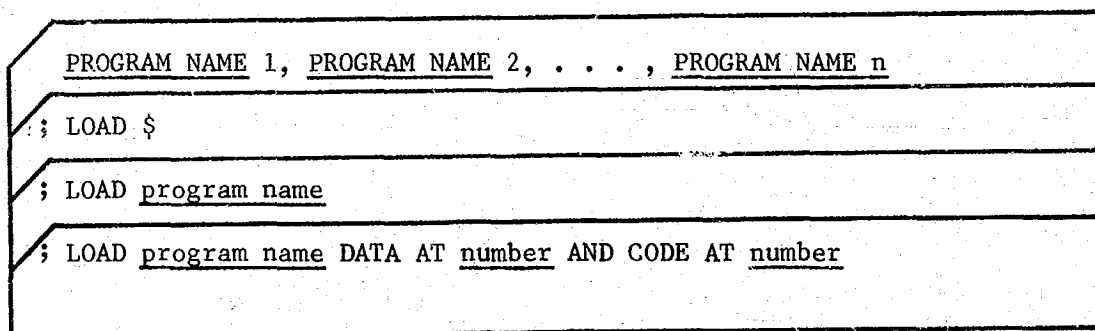 PROGRAM NAME 1, PROGRAM NAME 2, . . . . , PROGRAM NAME n
; LOAD $
; LOAD program name
; LOAD program name DATA AT number AND CODE AT number